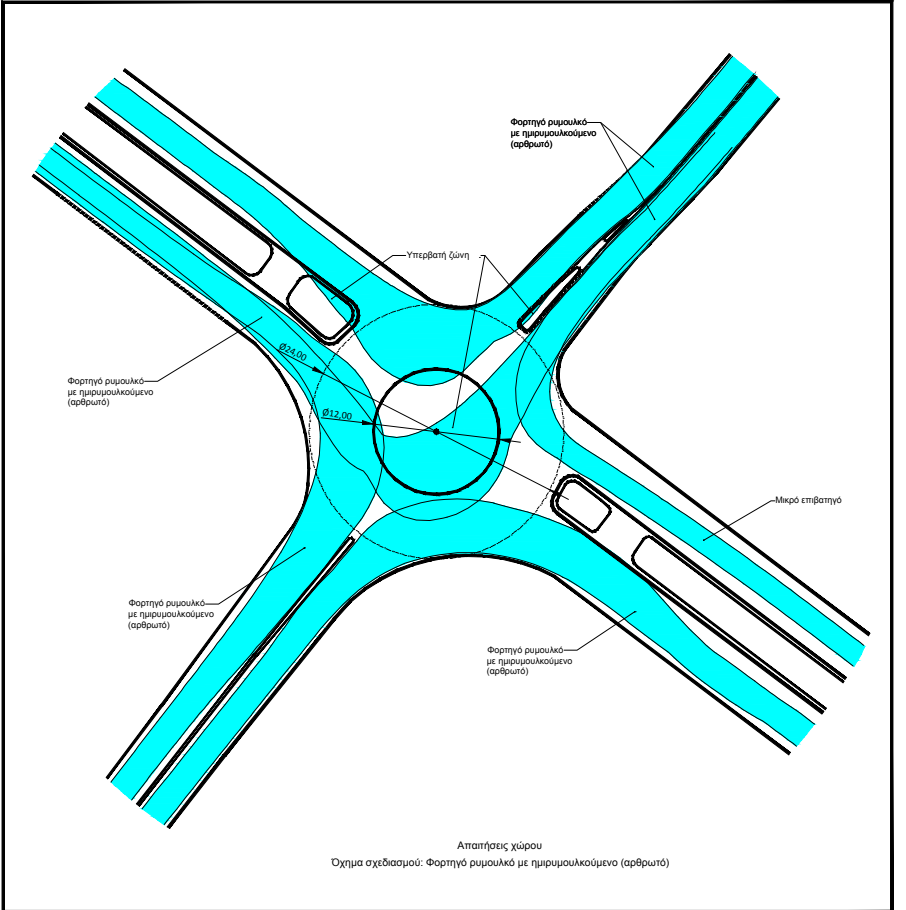 Φορτηγό ρυμουλκό
με ημιρυμουλκούμενο
(αρθρωτό)
Υπερβατή ζώνη
Ø24,00
Φορτηγό ρυμουλκό
με ημιρυμουλκούμενο
(αρθρωτό)
Ø12,00
Μικρό επιβατηγό
Φορτηγό ρυμουλκό
με ημιρυμουλκούμενο
(αρθρωτό)
Φορτηγό ρυμουλκό
με ημιρυμουλκούμενο
(αρθρωτό)
Απαιτήσεις χώρου
Όχημα σχεδιασμού: Φορτηγό ρυμουλκό με ημιρυμουλκούμενο (αρθρωτό)